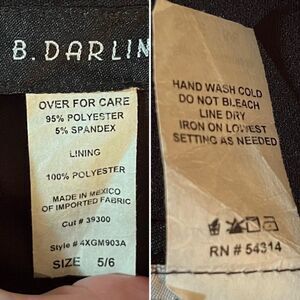 B. DARLIN
OVER FOR CARE
95% POLYESTER
5% SPANDEX
LINING
100% POLYESTER
MADE IN MEXICO
OF IMPORTED FABRIC
Cut # 39300
Style # 4XGM903A
SIZE 5/6
HAND WASH COLD
DO NOT BLEACH
LINE DRY
IRON ON LOWEST
SETTING AS NEEDED
RN # 54314